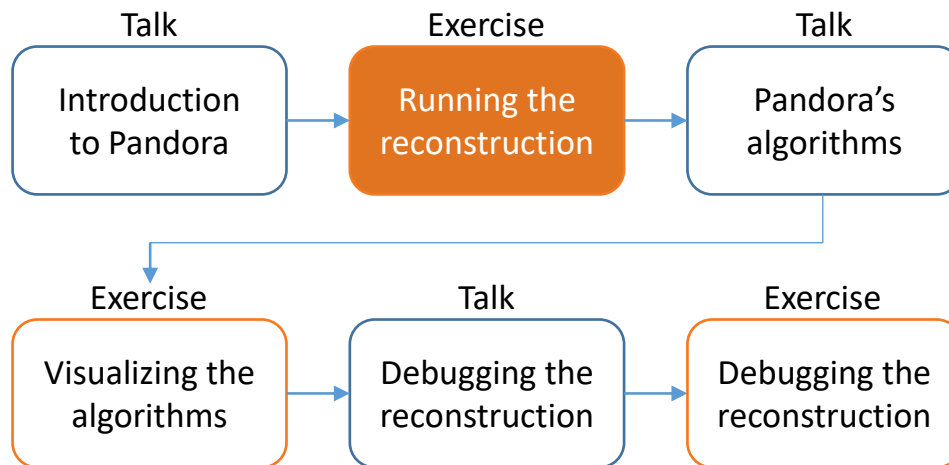 Talk
Exercise
Talk
Introduction
to Pandora
Running the
reconstruction
Pandora's
algorithms
Exercise
Talk
Exercise
Visualizing the
algorithms
Debugging the
reconstruction
Debugging the
reconstruction